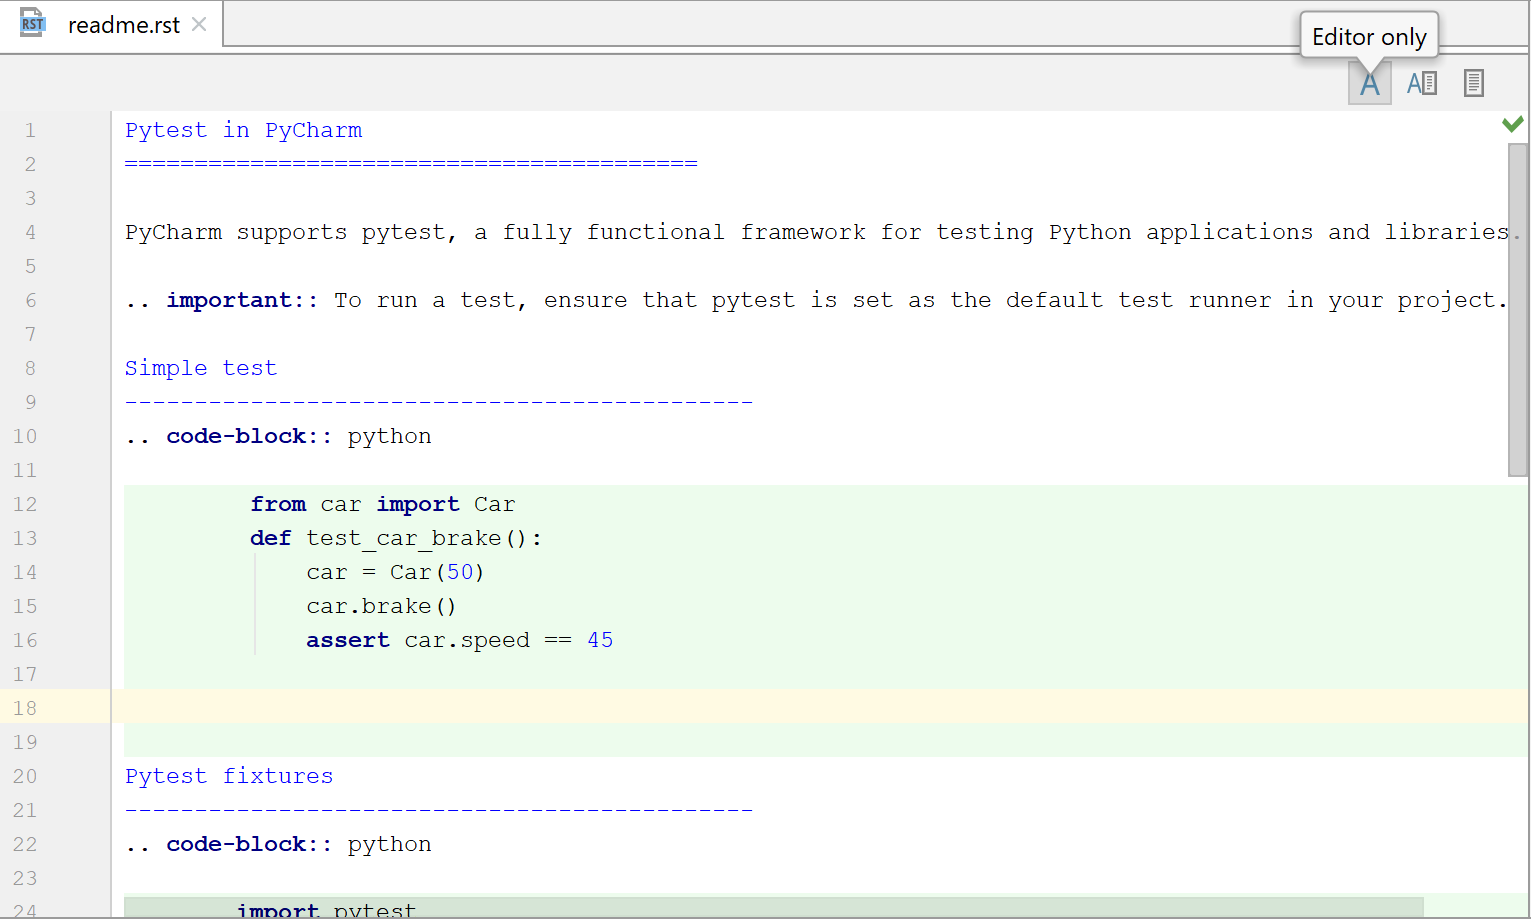 RST readme.rst
Editor only
A A
1 Pytest in PyCharm
2 =========================================
3
4 PyCharm supports pytest, a fully functional framework for testing Python applications and libraries.
5
6 .. important:: To run a test, ensure that pytest is set as the default test runner in your project.
7
8 Simple test
9 ---------------------------------------------
10 .. code-block:: python
11
12 from car import Car
13 def test_car_brake():
14 car = Car(50)
15 car.brake()
16 assert car.speed == 45
17
18
19
20 Pytest fixtures
21 ---------------------------------------------
22 .. code-block:: python
23
24 import pytest